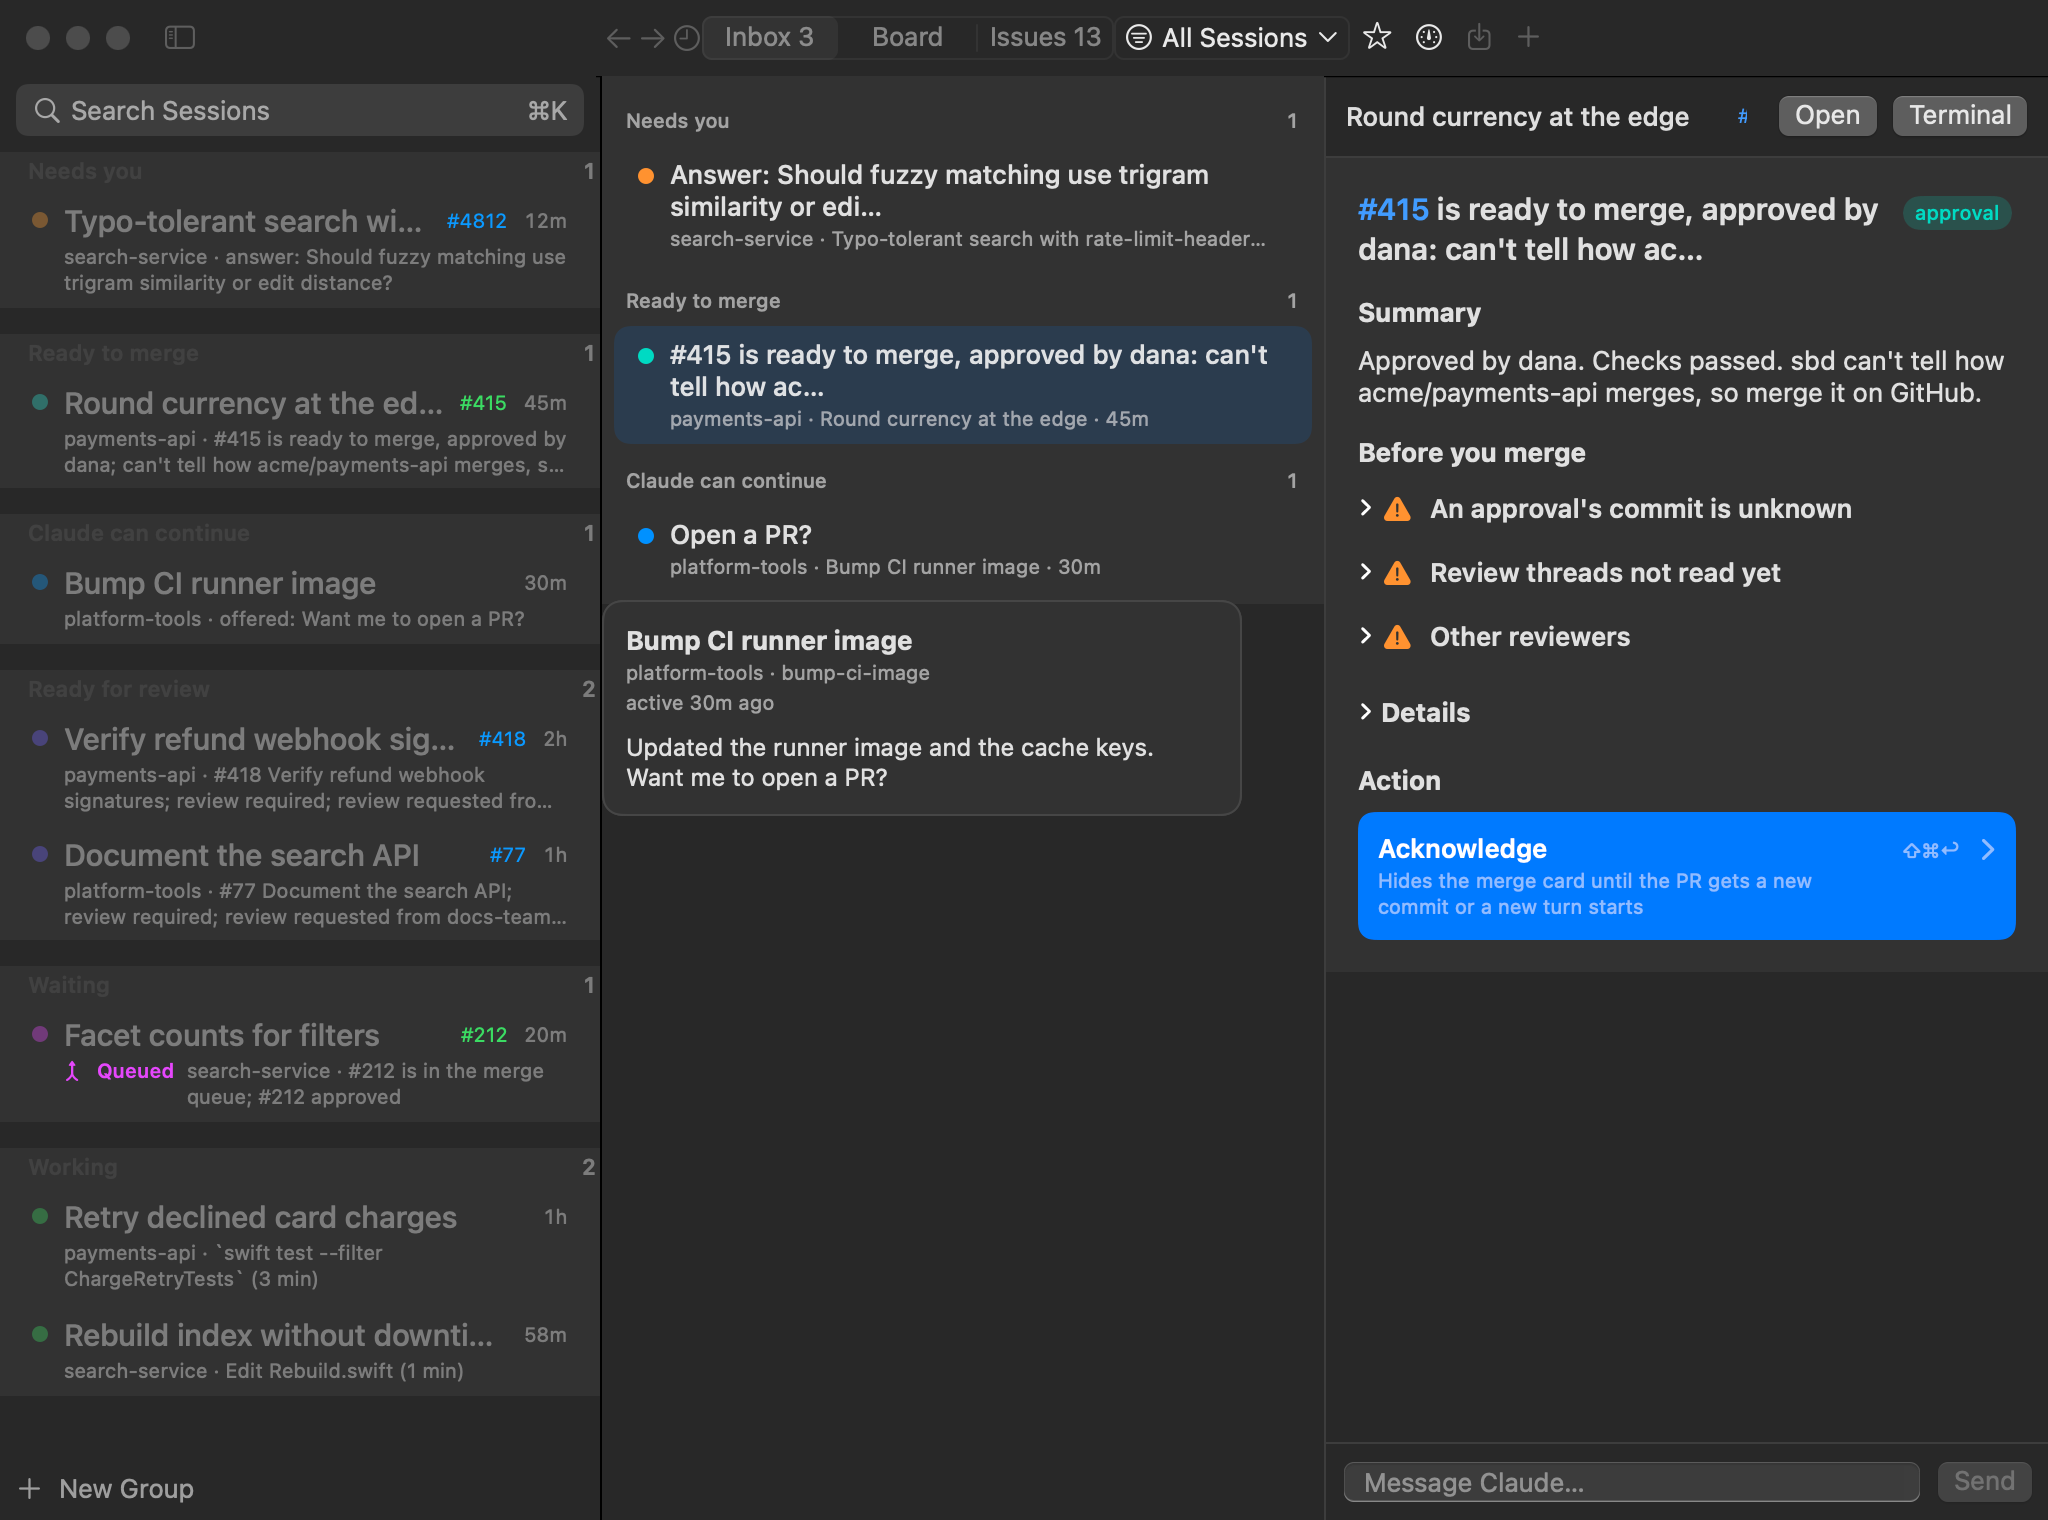 Inbox 3
Board
Issues 13
All Sessions
Search Sessions
⌘K
Needs you
1
Typo-tolerant search wi...
#4812
12m
search-service · answer: Should fuzzy matching use
trigram similarity or edit distance?
Ready to merge
1
Round currency at the ed...
#415
45m
payments-api · #415 is ready to merge, approved by
dana; can't tell how acme/payments-api merges, s...
Claude can continue
1
Bump CI runner image
30m
platform-tools · offered: Want me to open a PR?
Ready for review
2
Verify refund webhook sig...
#418
2h
payments-api · #418 Verify refund webhook
signatures; review required; review requested fro...
Document the search API
#77
1h
platform-tools · #77 Document the search API;
review required; review requested from docs-team...
Waiting
1
Facet counts for filters
#212
20m
Queued
search-service · #212 is in the merge
queue; #212 approved
Working
2
Retry declined card charges
1h
payments-api · `swift test --filter
ChargeRetryTests` (3 min)
Rebuild index without downti...
58m
search-service · Edit Rebuild.swift (1 min)
New Group
Needs you
1
Answer: Should fuzzy matching use trigram
similarity or edi...
search-service · Typo-tolerant search with rate-limit-header...
Ready to merge
1
#415 is ready to merge, approved by dana: can't
tell how ac...
payments-api · Round currency at the edge · 45m
Claude can continue
1
Open a PR?
platform-tools · Bump CI runner image · 30m
Bump CI runner image
platform-tools · bump-ci-image
active 30m ago
Updated the runner image and the cache keys.
Want me to open a PR?
Round currency at the edge
#
Open
Terminal
#415 is ready to merge, approved by
dana: can't tell how ac...
approval
Summary
Approved by dana. Checks passed. sbd can't tell how
acme/payments-api merges, so merge it on GitHub.
Before you merge
An approval's commit is unknown
Review threads not read yet
Other reviewers
Details
Action
Acknowledge
⇧⌘↩
Hides the merge card until the PR gets a new
commit or a new turn starts
Message Claude...
Send